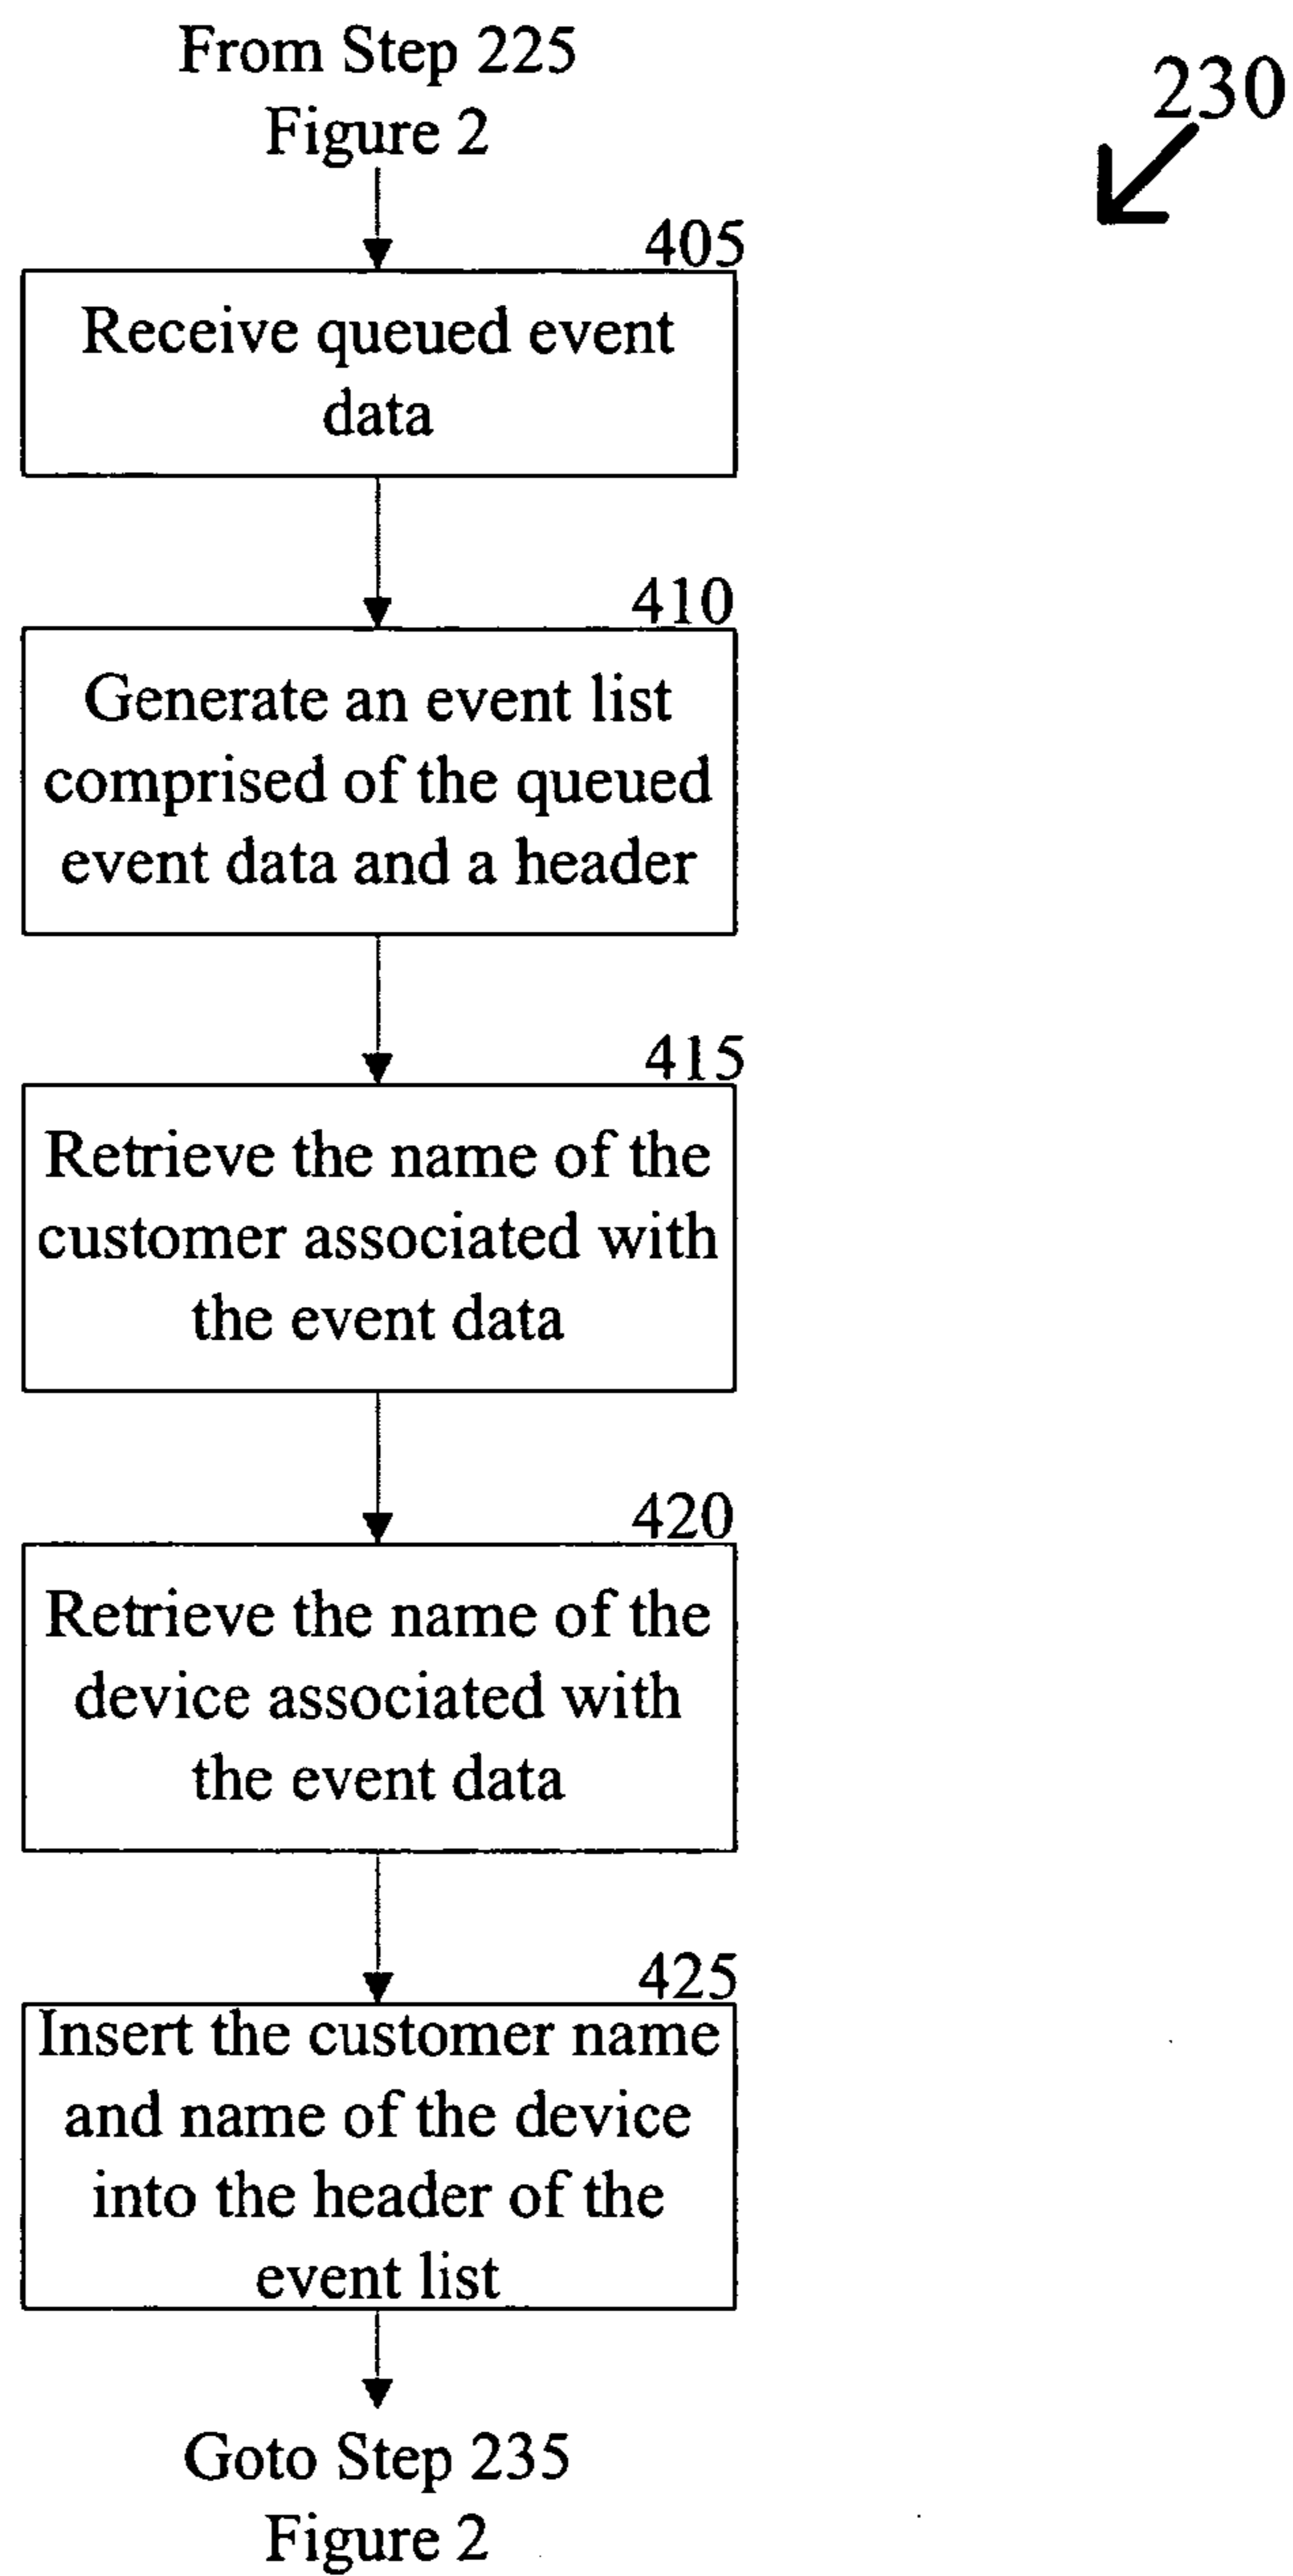 From Step 225
Figure 2
230
405
Receive queued event
data
410
Generate an event list
comprised of the queued
event data and a header
415
Retrieve the name of the
customer associated with
the event data
420
Retrieve the name of the
device associated with
the event data
425
Insert the customer name
and name of the device
into the header of the
event list
Goto Step 235
Figure 2